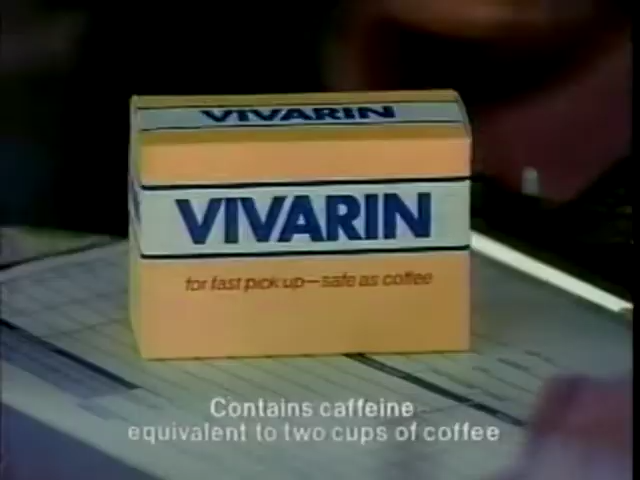 VIVARIN
VIVARIN
for fast pick up—safe as coffee
Contains caffeine
equivalent to two cups of coffee